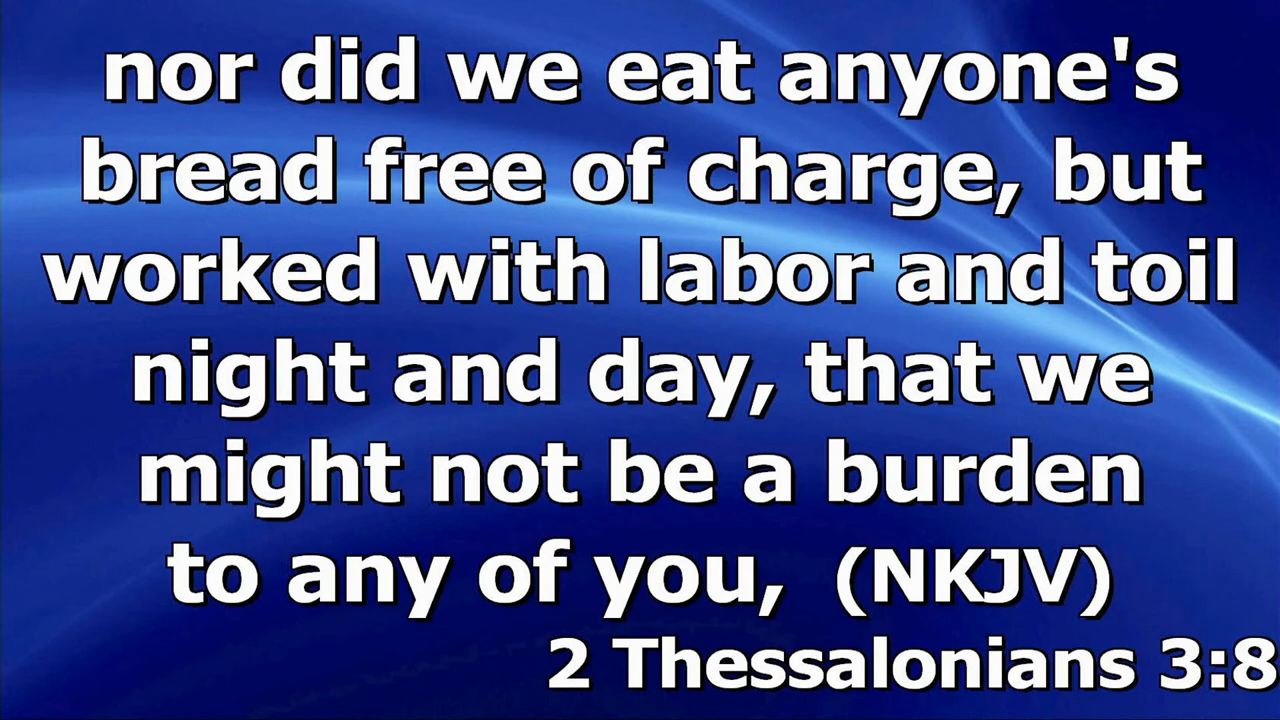 nor did we eat anyone's
bread free of charge, but
worked with labor and toil
night and day, that we
might not be a burden
to any of you, (NKJV)
2 Thessalonians 3:8